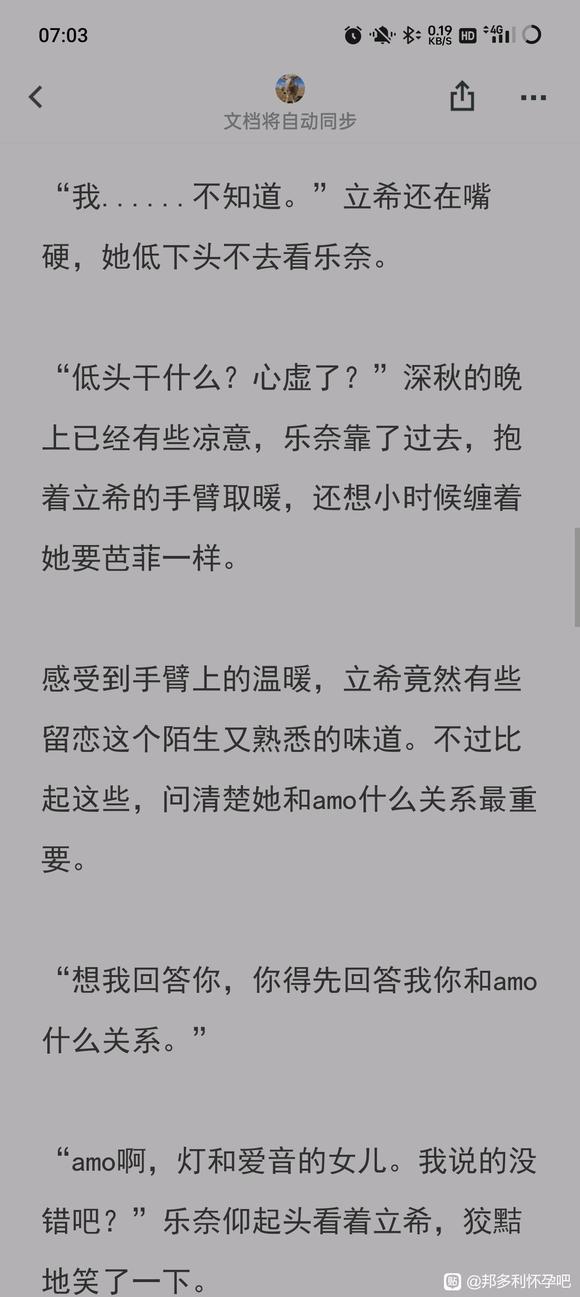 07:03
0.19
KB/S
HD
4G
文档将自动同步
“我......不知道。”立希还在嘴
硬，她低下头不去看乐奈。
“低头干什么？心虚了？”深秋的晚
上已经有些凉意，乐奈靠了过去，抱
着立希的手臂取暖，还想小时候缠着
她要芭菲一样。
感受到手臂上的温暖，立希竟然有些
留恋这个陌生又熟悉的味道。不过比
起这些，问清楚她和amo什么关系最重
要。
“想我回答你，你得先回答我你和amo
什么关系。”
“amo啊，灯和爱音的女儿。我说的没
错吧？”乐奈仰起头看着立希，狡黠
地笑了一下。
贴 @邦多利怀孕吧